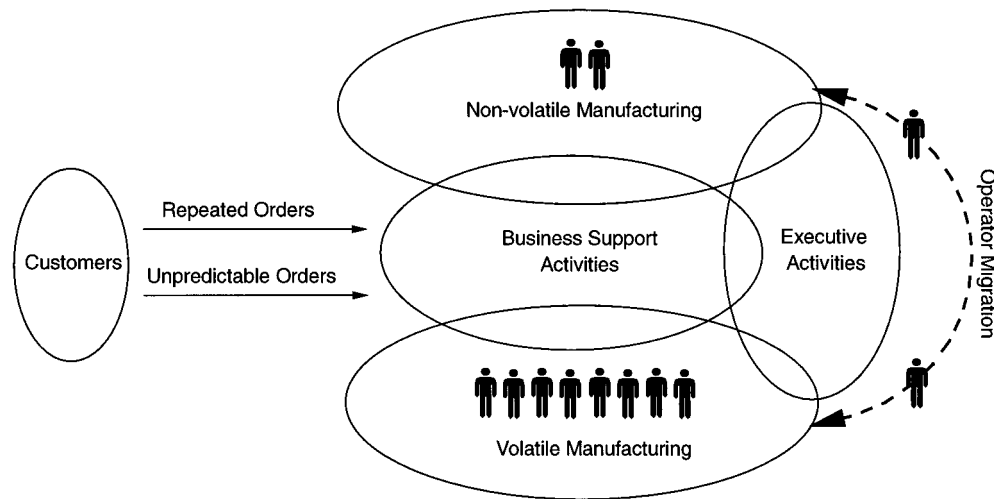 Non-volatile Manufacturing
Repeated Orders
Customers
Unpredictable Orders
Business Support
Activities
Executive
Activities
Operator Migration
Volatile Manufacturing